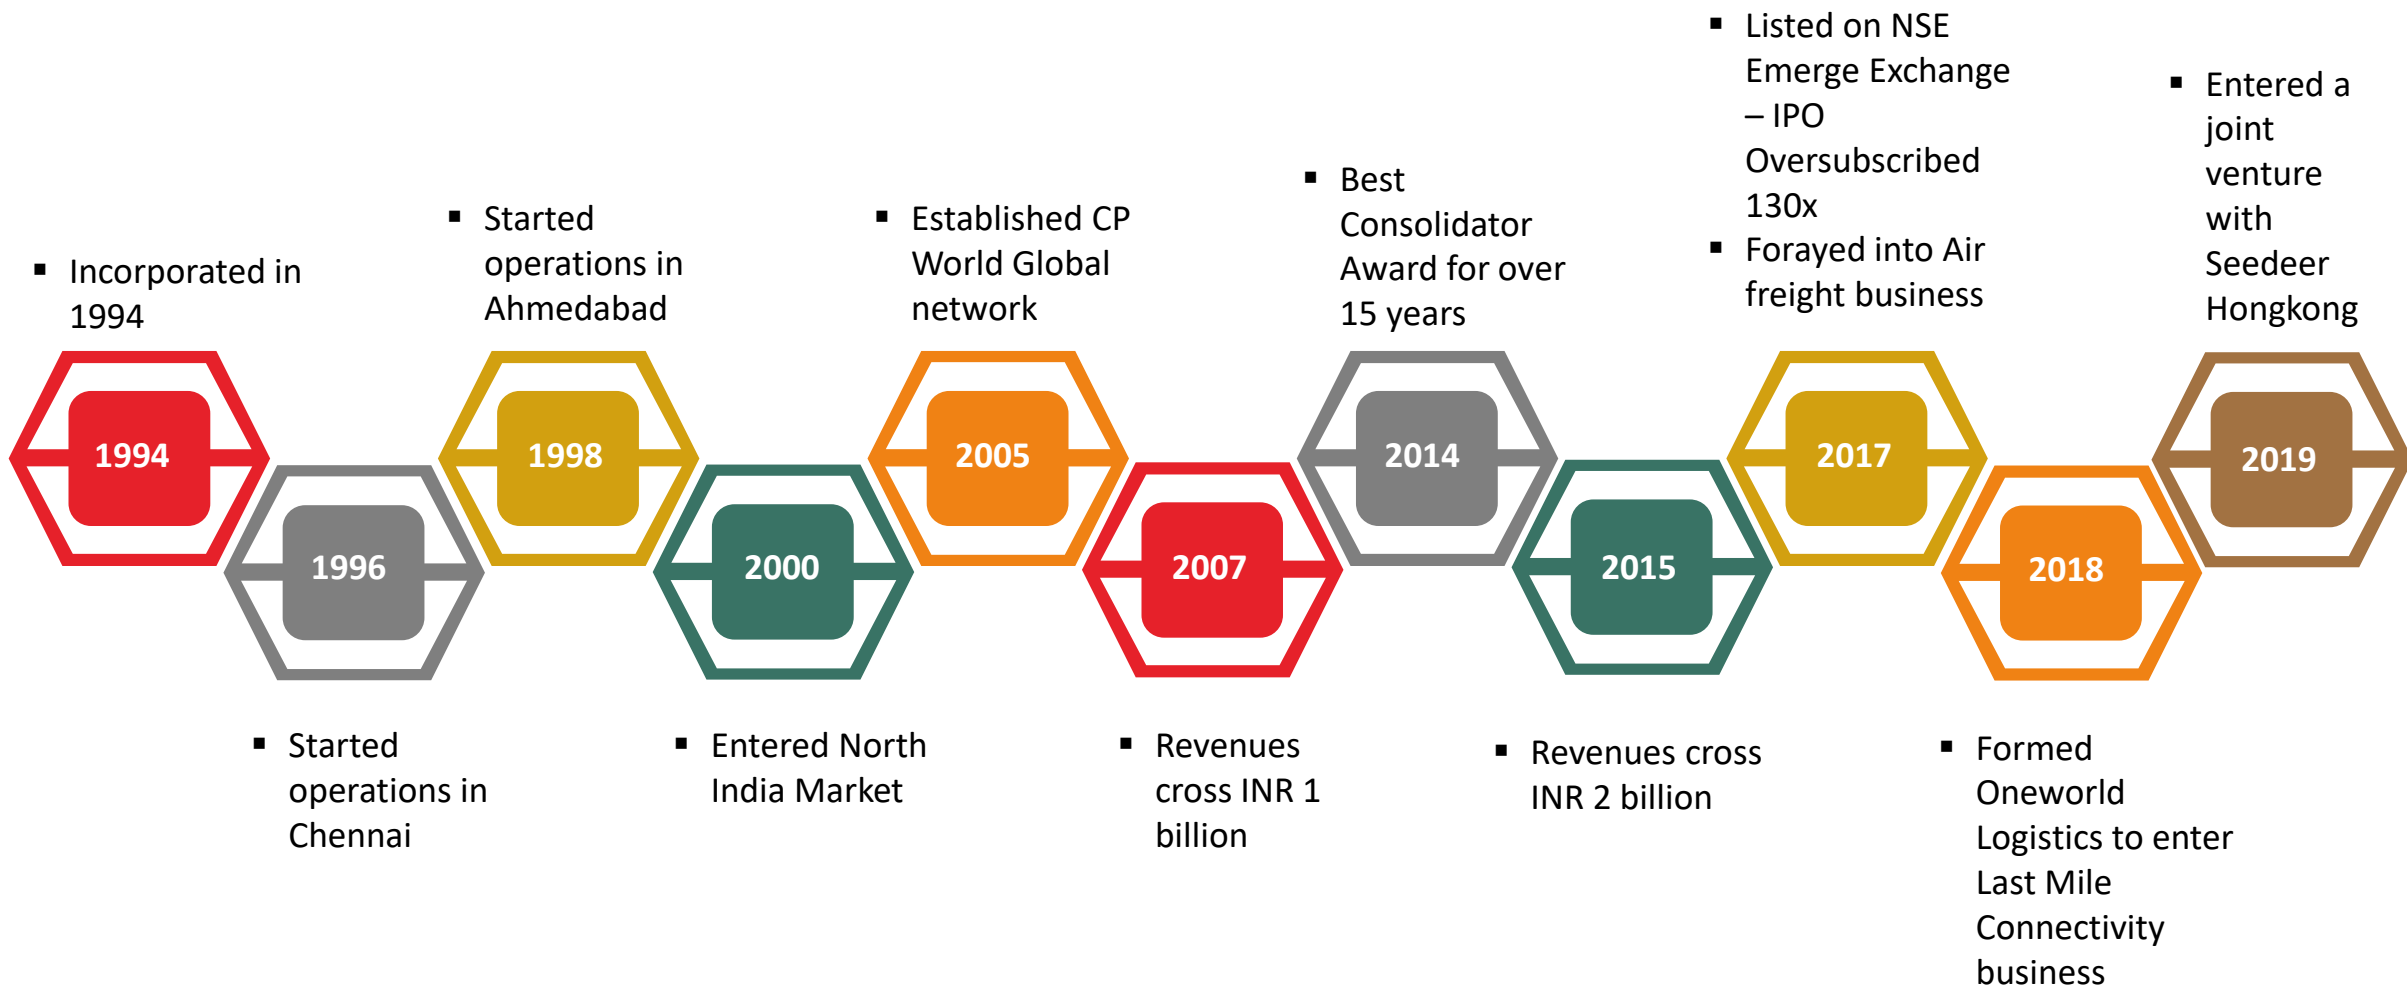 ▪ Incorporated in
1994
1994
1996
▪ Started
operations in
Chennai
▪ Started
operations in
Ahmedabad
1998
2000
▪ Entered North
India Market
▪ Established CP
World Global
network
2005
2007
▪ Revenues
cross INR 1
billion
▪ Best
Consolidator
Award for over
15 years
2014
2015
▪ Revenues cross
INR 2 billion
▪ Listed on NSE
Emerge Exchange
– IPO
Oversubscribed
130x
▪ Forayed into Air
freight business
2017
2018
▪ Formed
Oneworld
Logistics to enter
Last Mile
Connectivity
business
▪ Entered a
joint
venture
with
Seedeer
Hongkong
2019